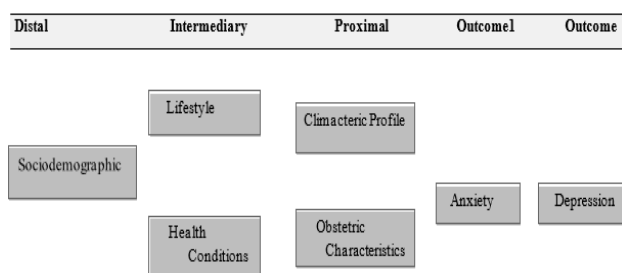 Distal Intermediary Proximal Outcome1 Outcome
Lifestyle
Climacteric Profile
Sociodemographic
Anxiety
Depression
Health
Conditions
Obstetric
Characteristics